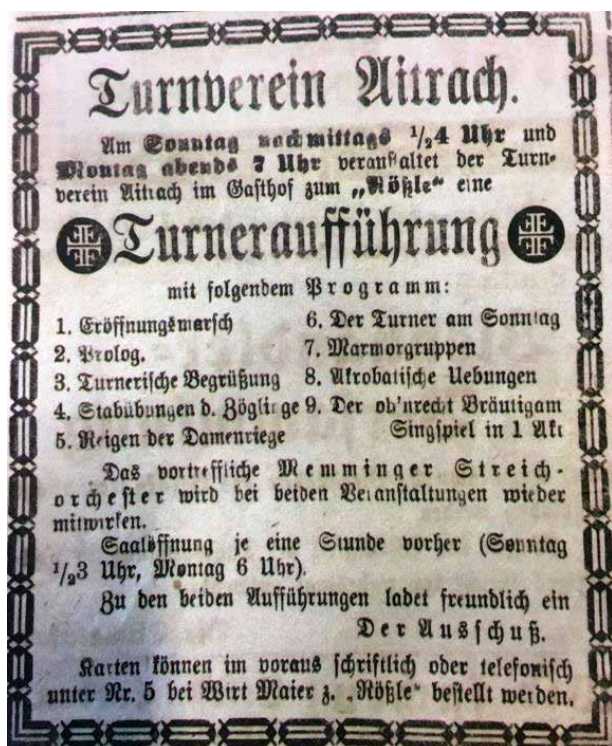 Turnverein Aitrach.
Am Sonntag nachmittags 1/24 Uhr und
Montag abends 7 Uhr veranstaltet der Turn-
verein Aitrach im Gasthof zum „Rößle“ eine
Turneraufführung
mit folgendem Programm:
1. Eröffnungsmarsch
2. Prolog.
3. Turnerische Begrüßung
4. Stabübungen d. Zöglinge
5. Reigen der Damenriege
6. Der Turner am Sonntag
7. Marmorgruppen
8. Akrobatische Uebungen
9. Der ob'nrecht Bräutigam
Singspiel in 1 Akt
Das vortreffliche Memminger Streich-
orchester wird bei beiden Veranstaltungen wieder
mitwirken.
Saalöffnung je eine Stunde vorher (Sonntag
1/23 Uhr, Montag 6 Uhr).
Zu den beiden Aufführungen ladet freundlich ein
Der Ausschuß.
Karten können im voraus schriftlich oder telefonisch
unter Nr. 5 bei Wirt Maier z. „Rößle“ bestellt werden.